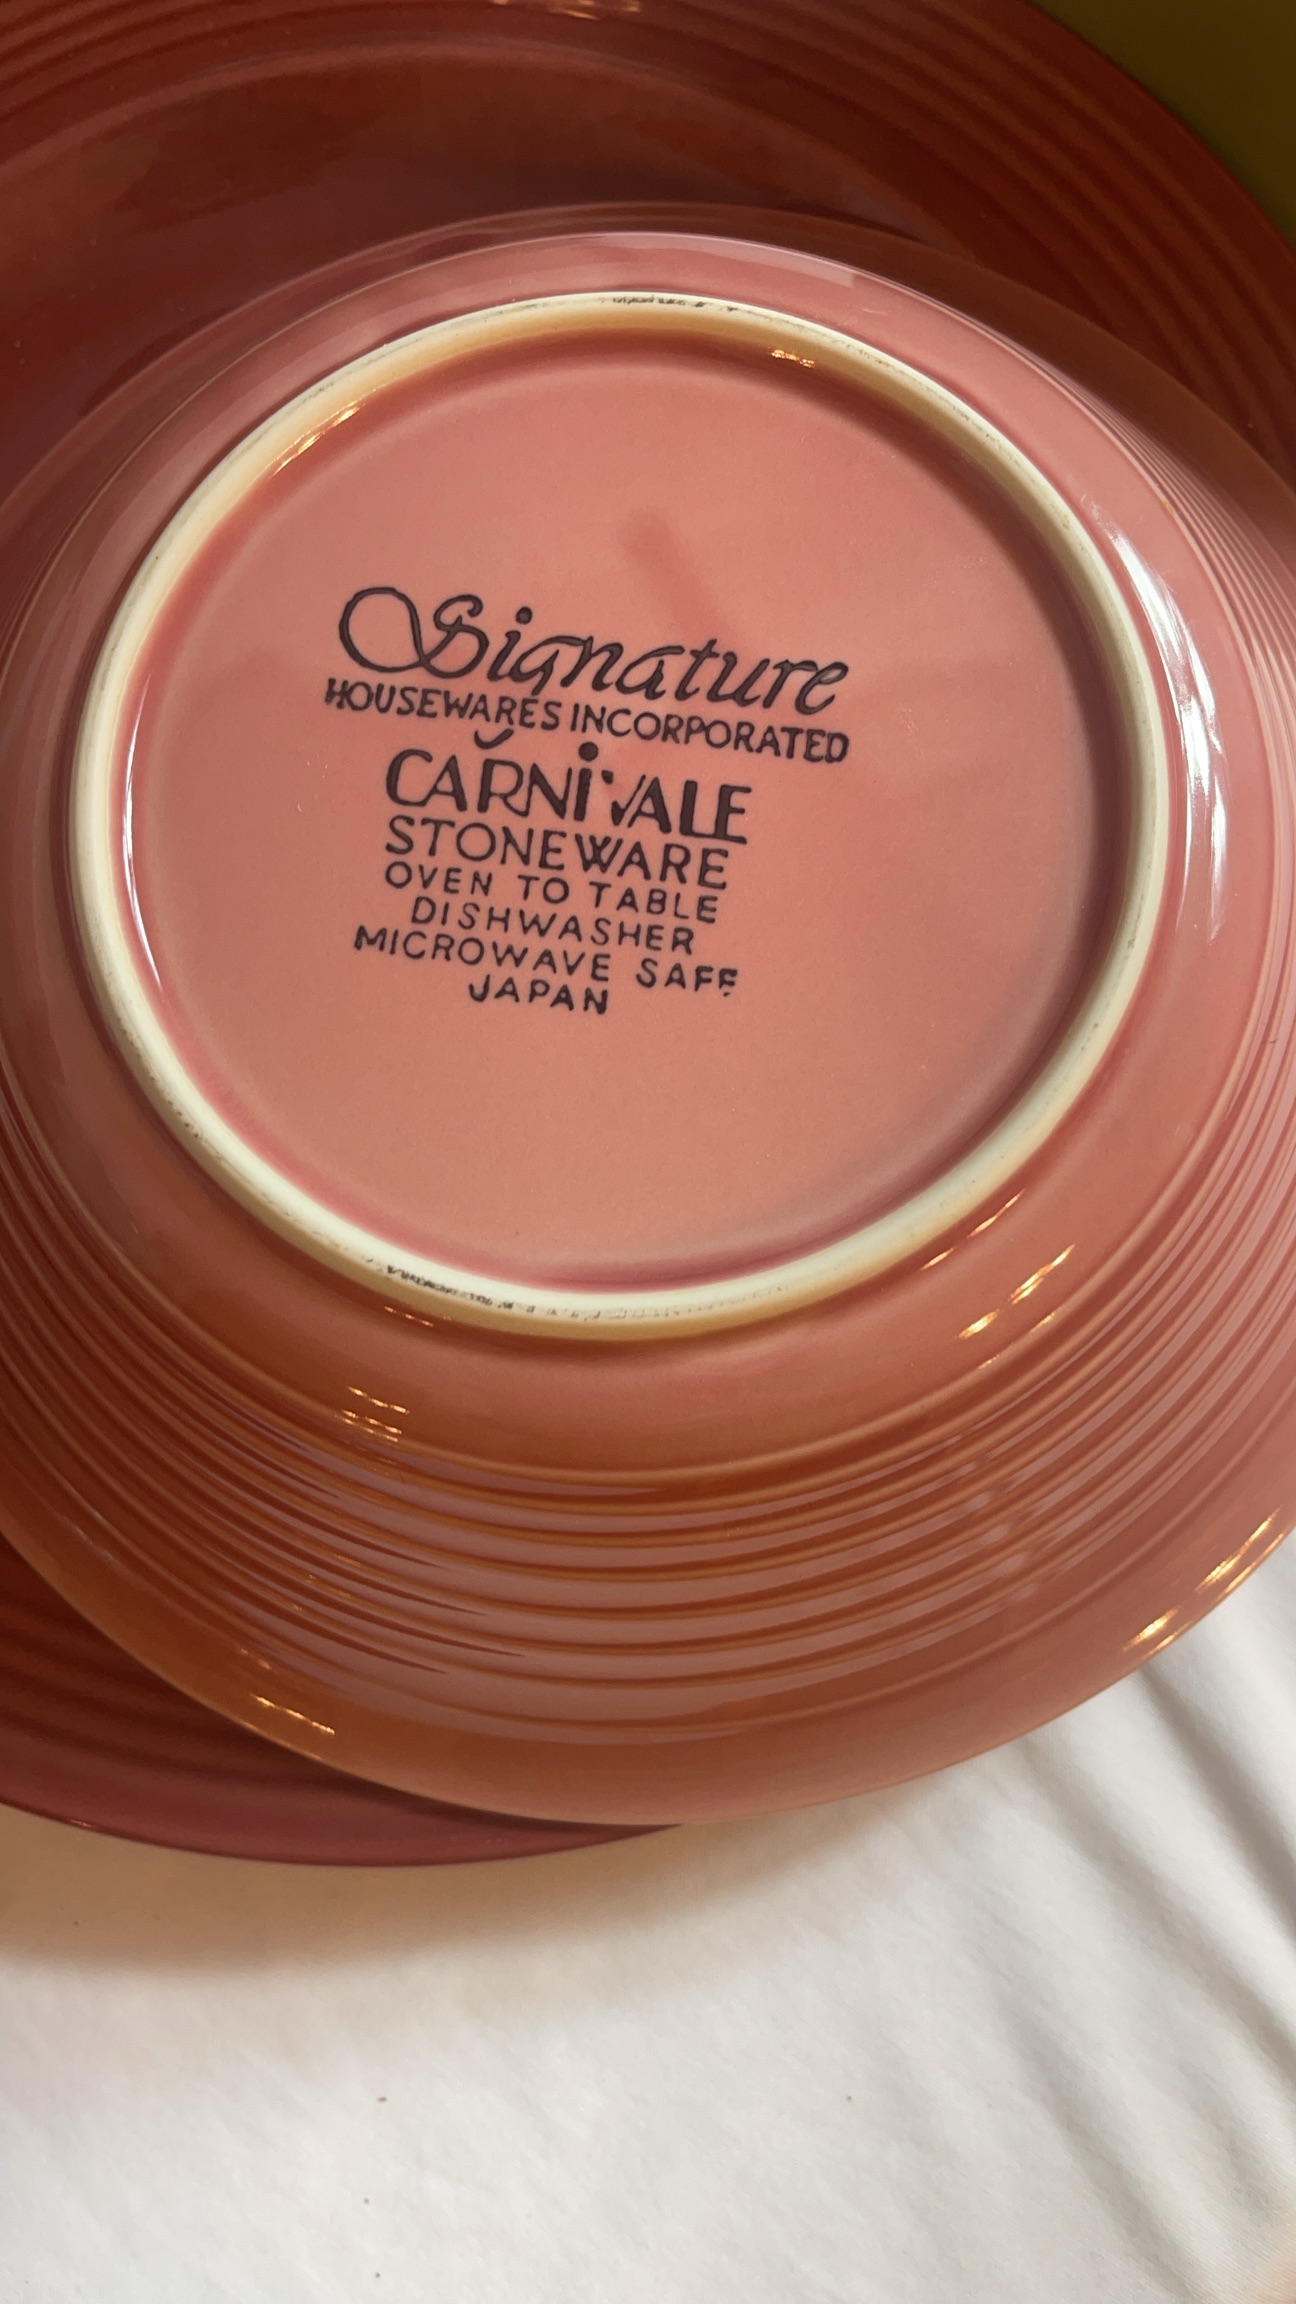 Signature
HOUSEWARES INCORPORATED
CARNiVALE
STONEWARE
OVEN TO TABLE
DISHWASHER
MICROWAVE SAFE
JAPAN